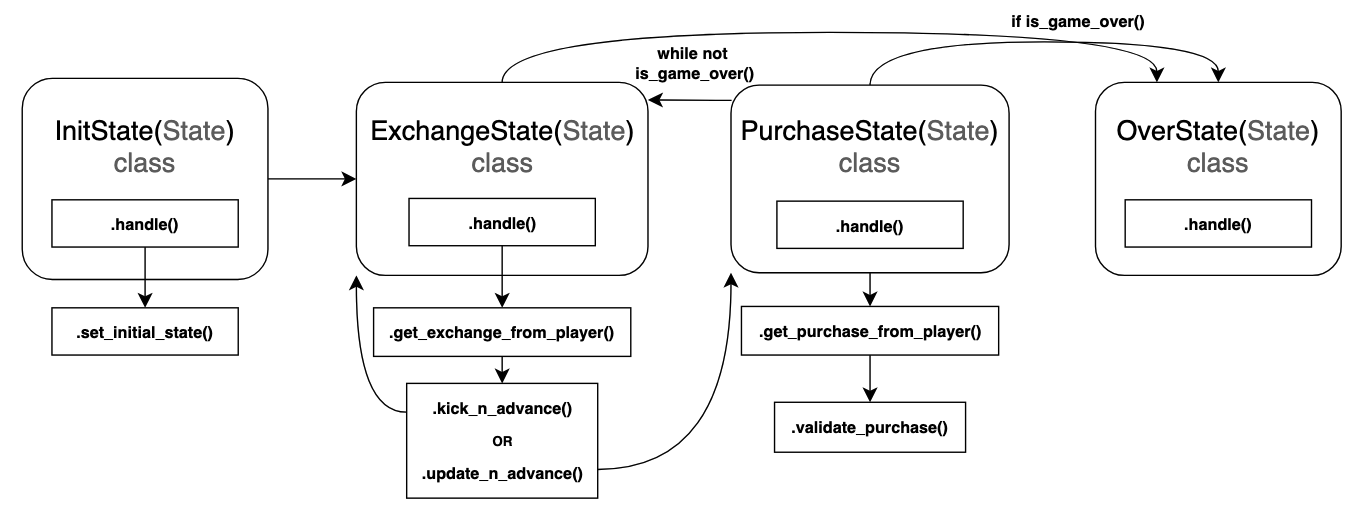 if is_game_over()
while not
is_game_over()
InitState(State)
class
.handle()
.set_initial_state()
ExchangeState(State)
class
.handle()
.get_exchange_from_player()
.kick_n_advance()
OR
.update_n_advance()
PurchaseState(State)
class
.handle()
.get_purchase_from_player()
.validate_purchase()
OverState(State)
class
.handle()